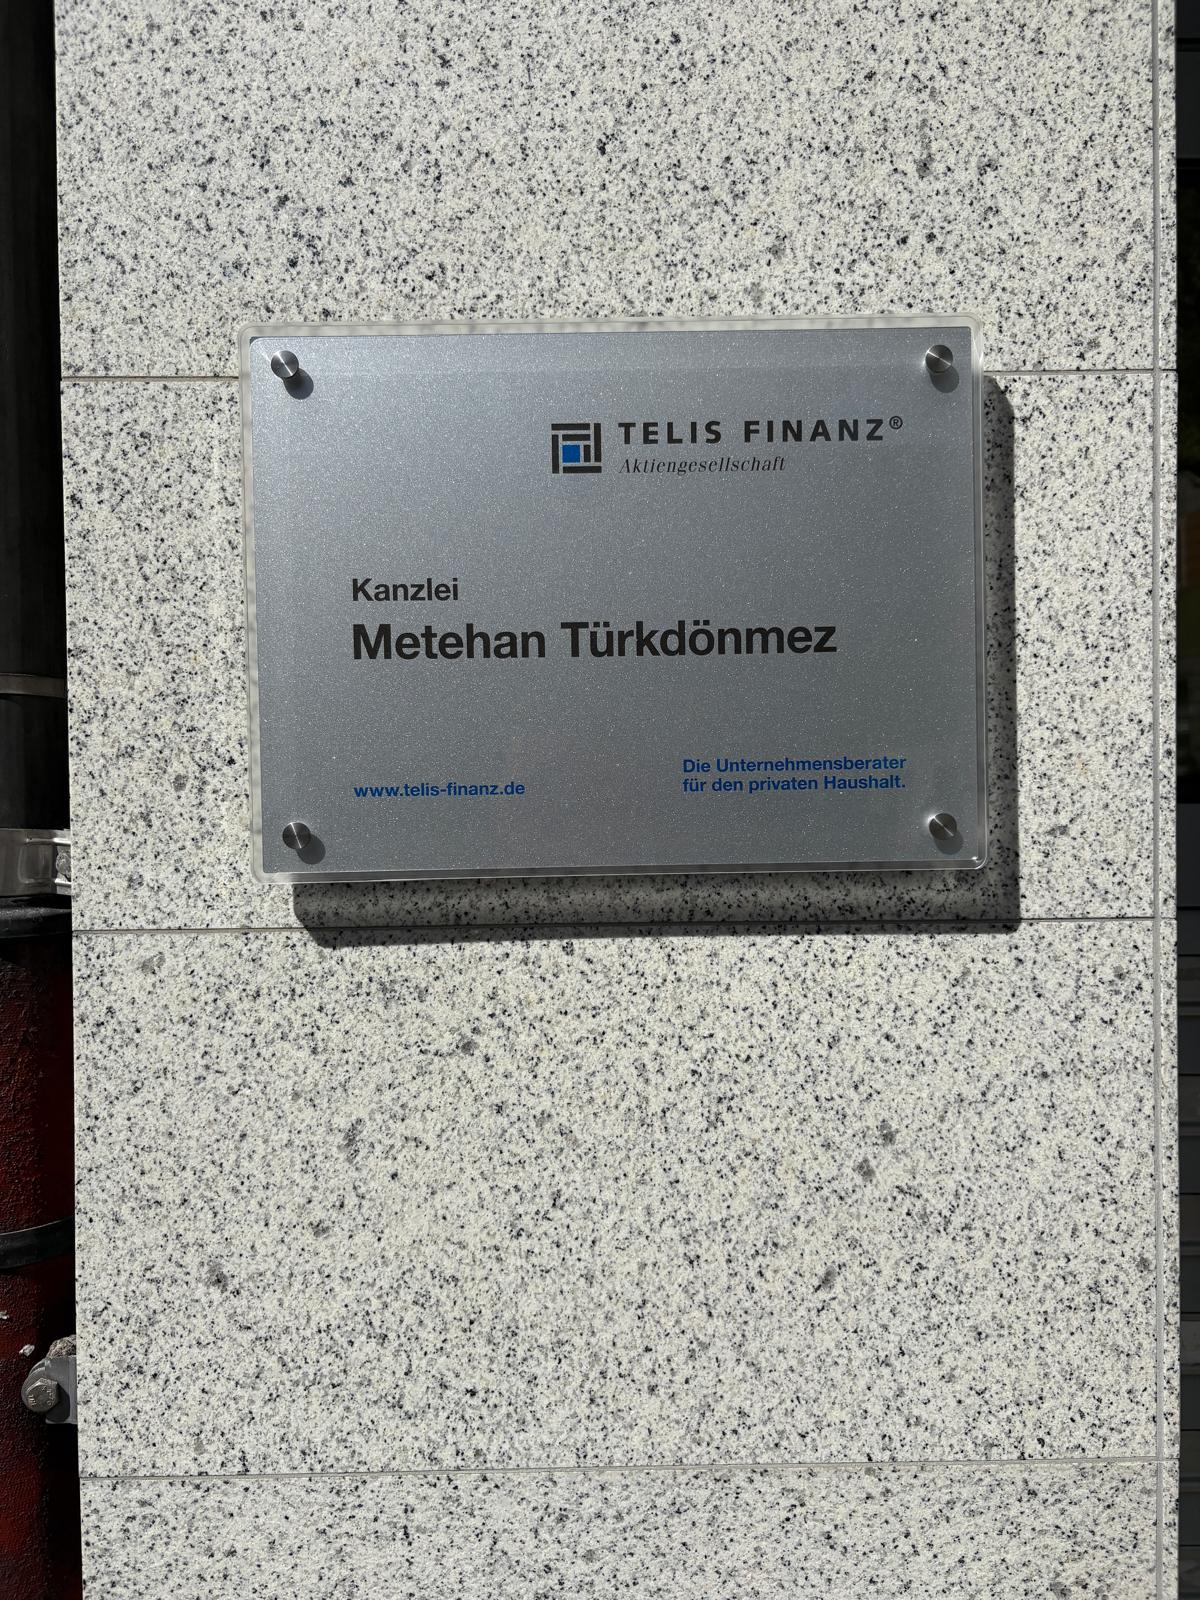 TELIS FINANZ®
Aktiengesellschaft
Kanzlei
Metehan Türkdönmez
www.telis-finanz.de
Die Unternehmensberater
für den privaten Haushalt.